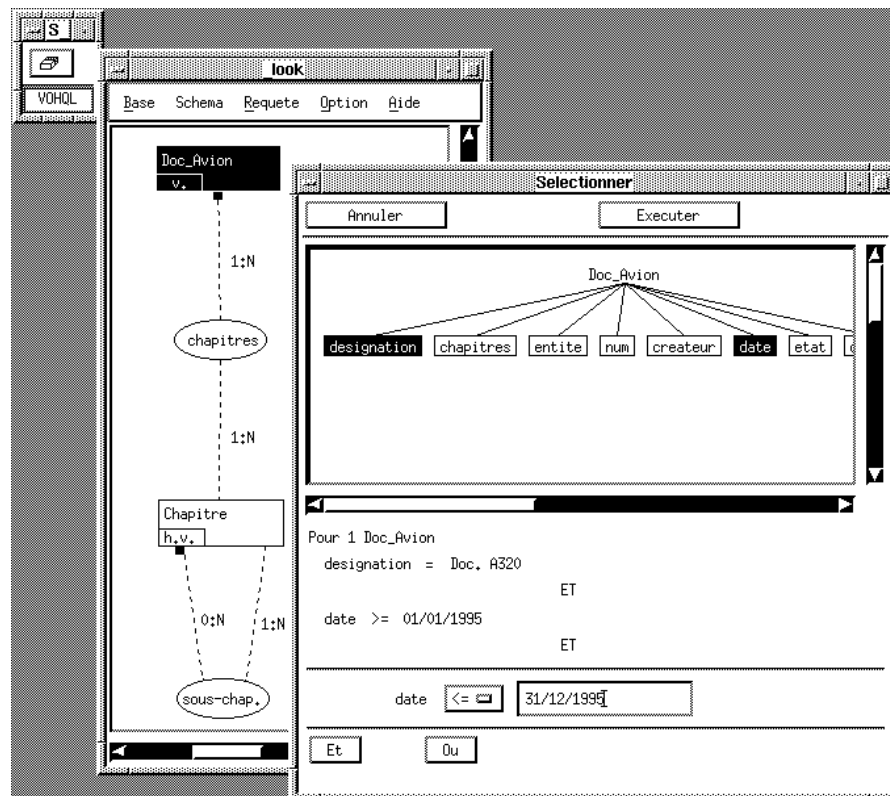 S_
VOHQL
_look
Base Schema Requete Option Aide
Doc_Avion
v.
1:N
chapitres
1:N
Chapitre
h.v.
0:N 1:N
sous-chap.
Selectionner
Annuler Executer
Doc_Avion
designation chapitres entite num createur date etat
Pour 1 Doc_Avion
designation = Doc. A320
ET
date >= 01/01/1995
ET
date <= 31/12/1995
Et Ou